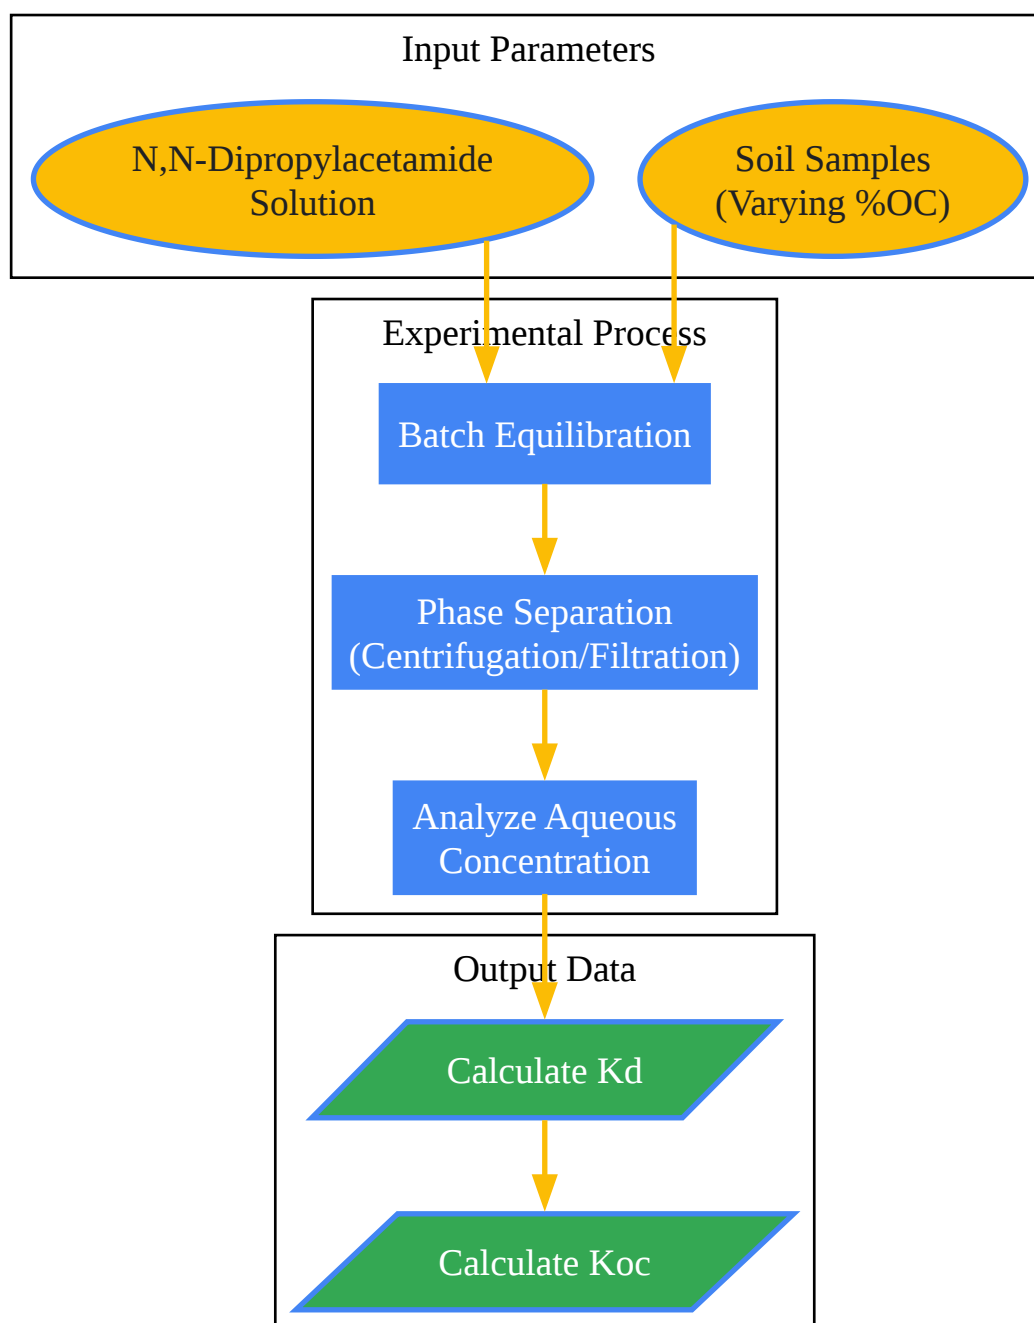 Input Parameters
N,N-Dipropylacetamide
Solution
Soil Samples
(Varying %OC)
Experimental Process
Batch Equilibration
Phase Separation
(Centrifugation/Filtration)
Analyze Aqueous
Concentration
Output Data
Calculate Kd
Calculate Koc